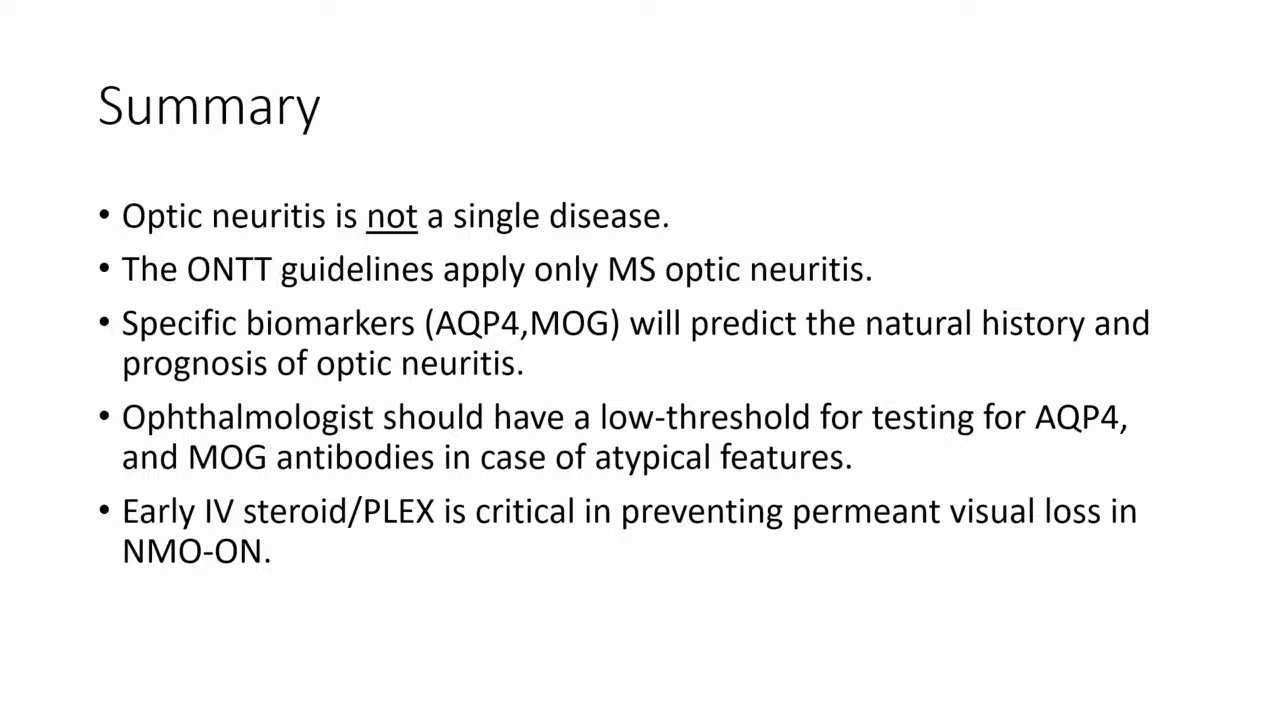 Summary
• Optic neuritis is not a single disease.
• The ONTT guidelines apply only MS optic neuritis.
• Specific biomarkers (AQP4,MOG) will predict the natural history and
prognosis of optic neuritis.
• Ophthalmologist should have a low-threshold for testing for AQP4,
and MOG antibodies in case of atypical features.
• Early IV steroid/PLEX is critical in preventing permeant visual loss in
NMO-ON.